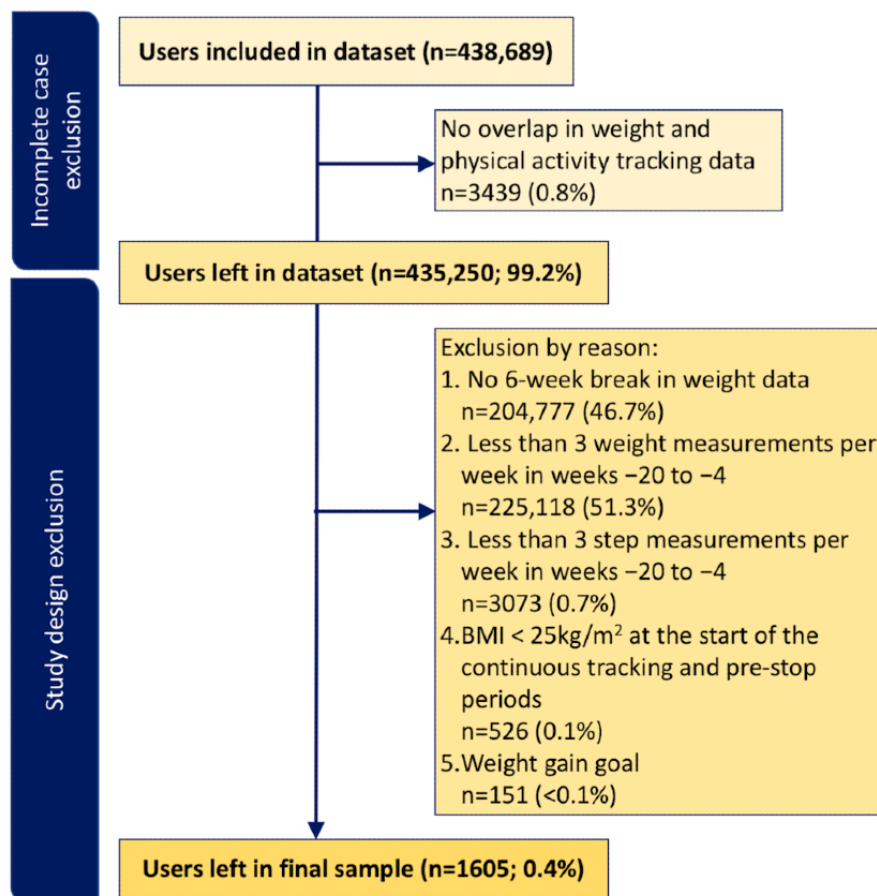 Incomplete case
exclusion
Users included in dataset (n=438,689)
No overlap in weight and
physical activity tracking data
n=3439 (0.8%)
Users left in dataset (n=435,250; 99.2%)
Study design exclusion
Exclusion by reason:
1. No 6-week break in weight data
n=204,777 (46.7%)
2. Less than 3 weight measurements per
week in weeks −20 to −4
n=225,118 (51.3%)
3. Less than 3 step measurements per
week in weeks −20 to −4
n=3073 (0.7%)
4.BMI < 25kg/m² at the start of the
continuous tracking and pre-stop
periods
n=526 (0.1%)
5.Weight gain goal
n=151 (<0.1%)
Users left in final sample (n=1605; 0.4%)